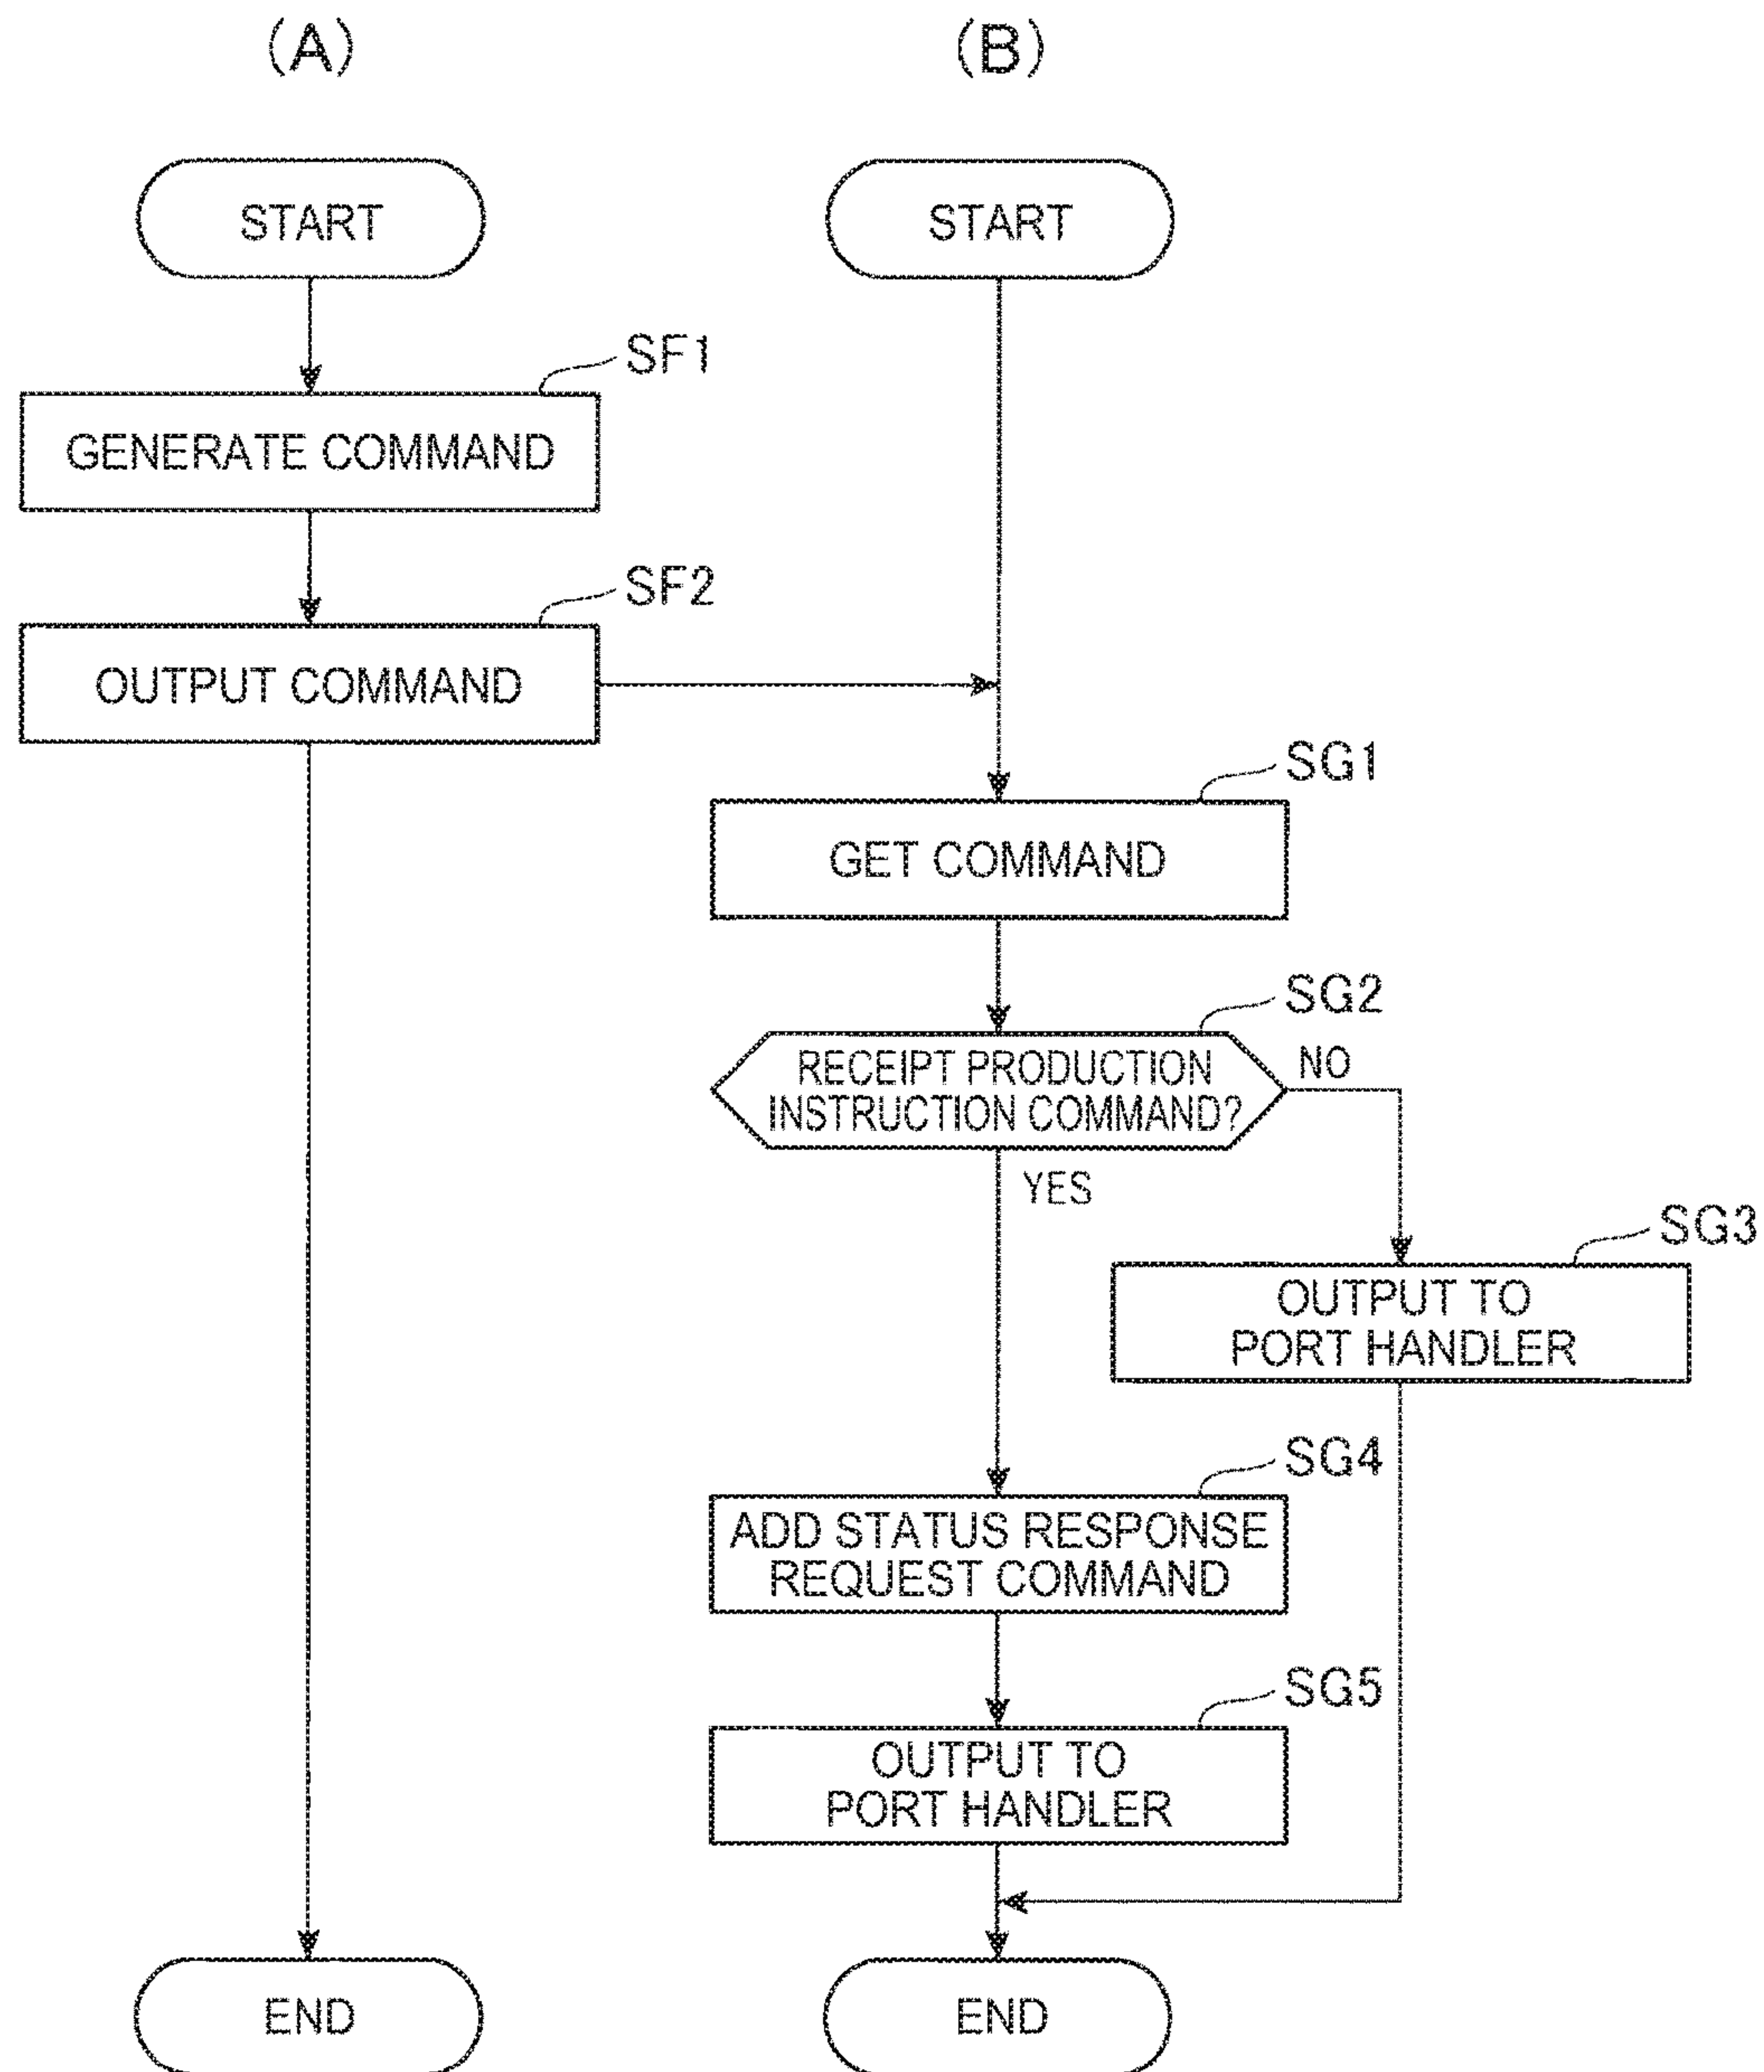 (A)
(B)
START
START
SF1
GENERATE COMMAND
SF2
OUTPUT COMMAND
SG1
GET COMMAND
SG2
RECEIPT PRODUCTION
INSTRUCTION COMMAND?
NO
YES
SG3
OUTPUT TO
PORT HANDLER
SG4
ADD STATUS RESPONSE
REQUEST COMMAND
SG5
OUTPUT TO
PORT HANDLER
END
END